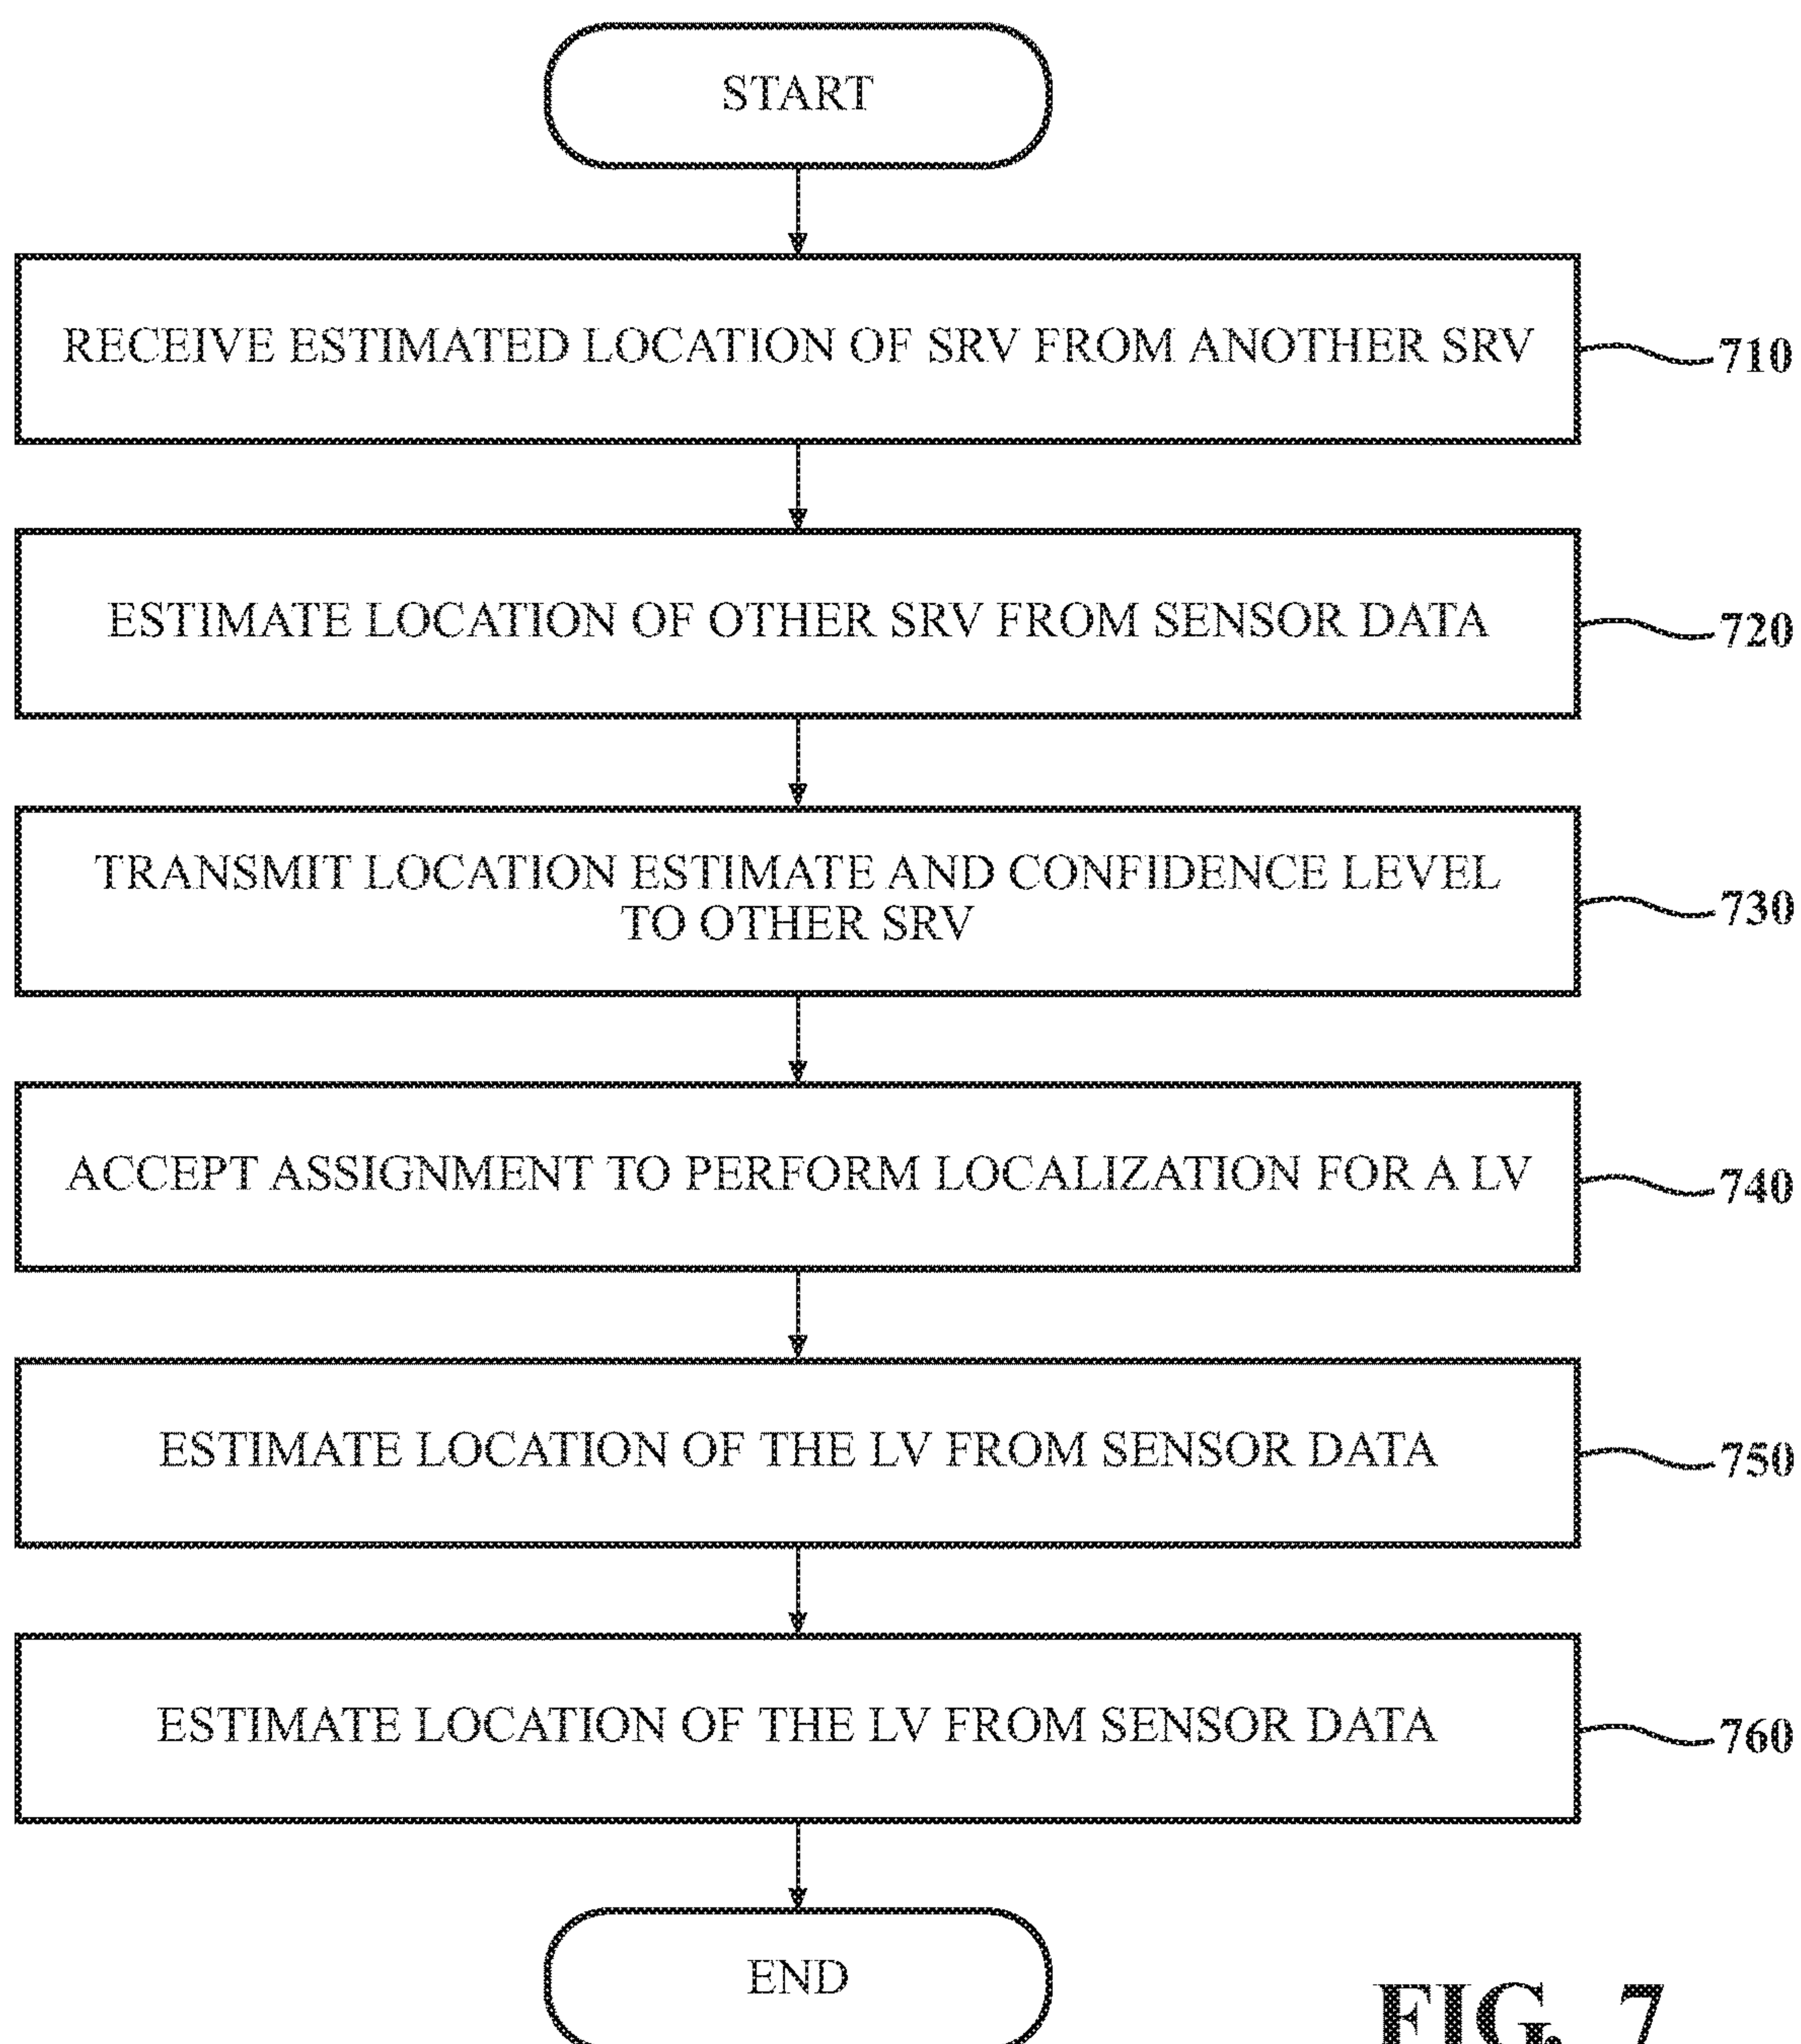 START
RECEIVE ESTIMATED LOCATION OF SRV FROM ANOTHER SRV
710
ESTIMATE LOCATION OF OTHER SRV FROM SENSOR DATA
720
TRANSMIT LOCATION ESTIMATE AND CONFIDENCE LEVEL
TO OTHER SRV
730
ACCEPT ASSIGNMENT TO PERFORM LOCALIZATION FOR A LV
740
ESTIMATE LOCATION OF THE LV FROM SENSOR DATA
750
ESTIMATE LOCATION OF THE LV FROM SENSOR DATA
760
END
FIG. 7